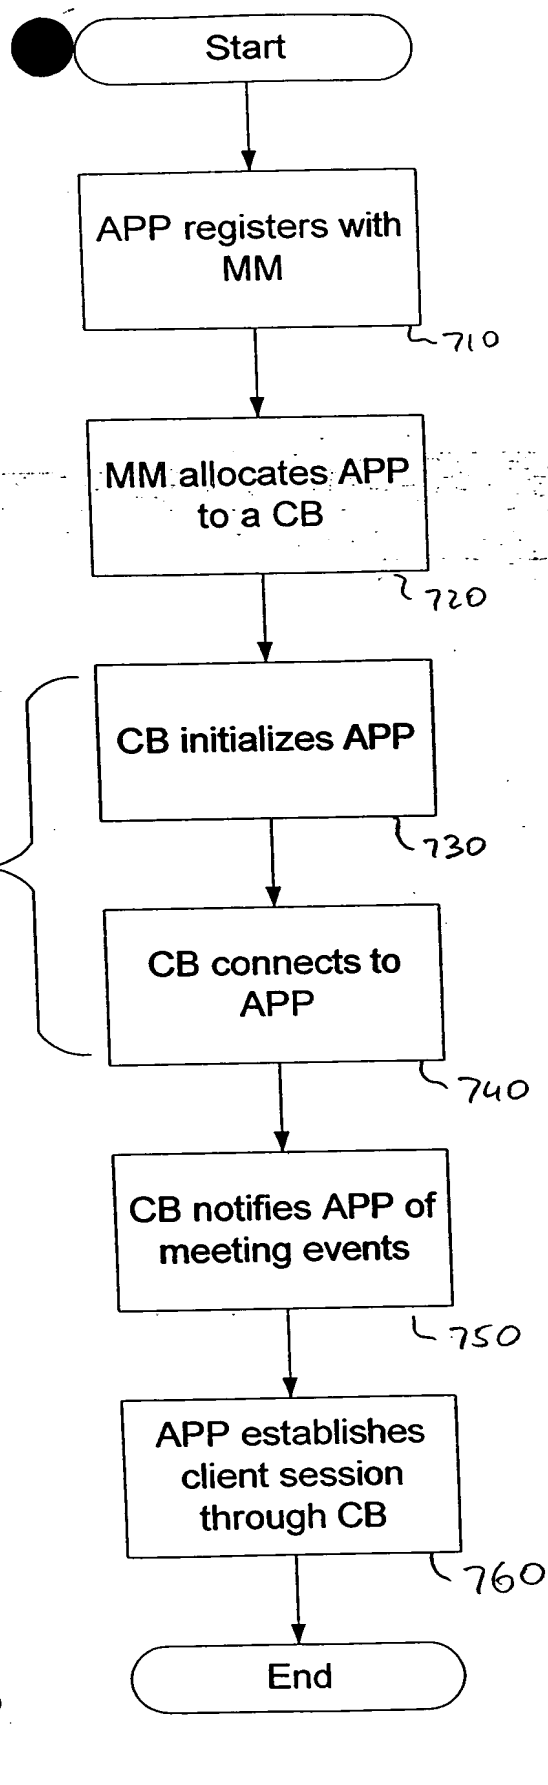 Start
APP registers with
MM
710
MM allocates APP
to a CB
720
CB initializes APP
730
CB connects to
APP
740
CB notifies APP of
meeting events
750
APP establishes
client session
through CB
760
End